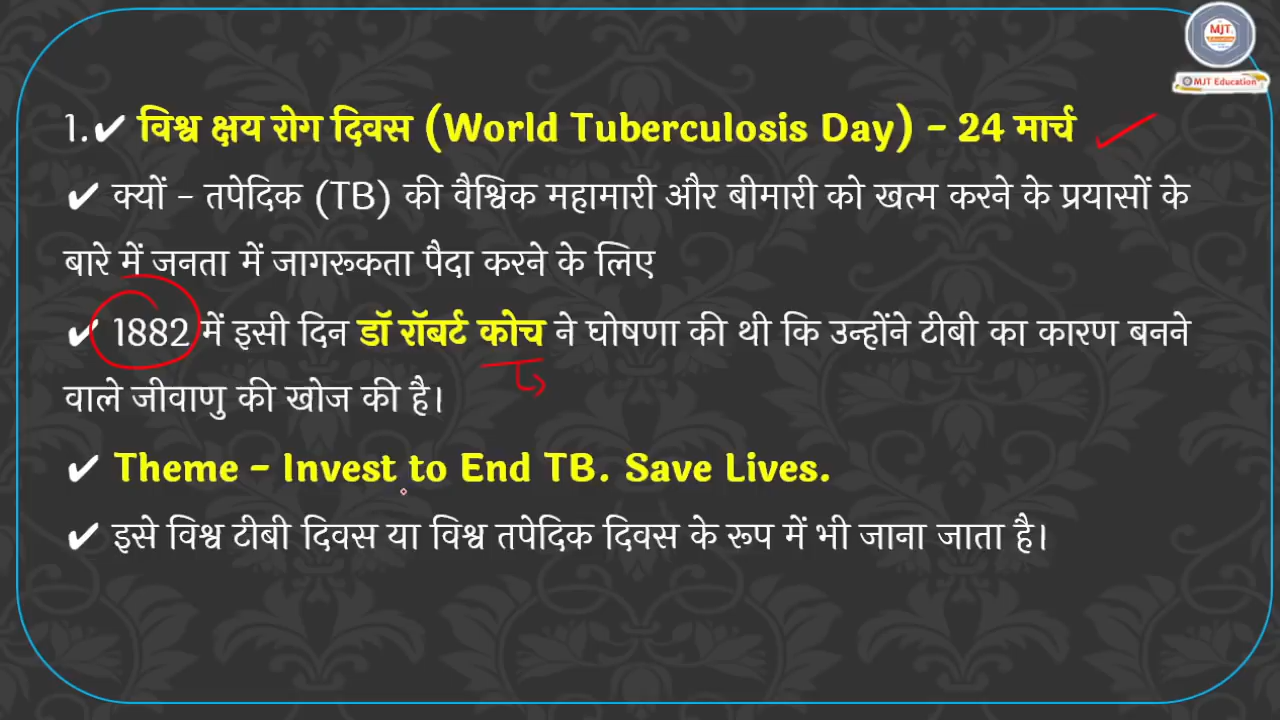 MJT
Education
MJT Education
1.✔ विश्व क्षय रोग दिवस (World Tuberculosis Day) - 24 मार्च
✔ क्यों - तपेदिक (TB) की वैश्विक महामारी और बीमारी को खत्म करने के प्रयासों के
बारे में जनता में जागरूकता पैदा करने के लिए
✔ 1882 में इसी दिन डॉ रॉबर्ट कोच ने घोषणा की थी कि उन्होंने टीबी का कारण बनने
वाले जीवाणु की खोज की है।
✔ Theme - Invest to End TB. Save Lives.
✔ इसे विश्व टीबी दिवस या विश्व तपेदिक दिवस के रूप में भी जाना जाता है।